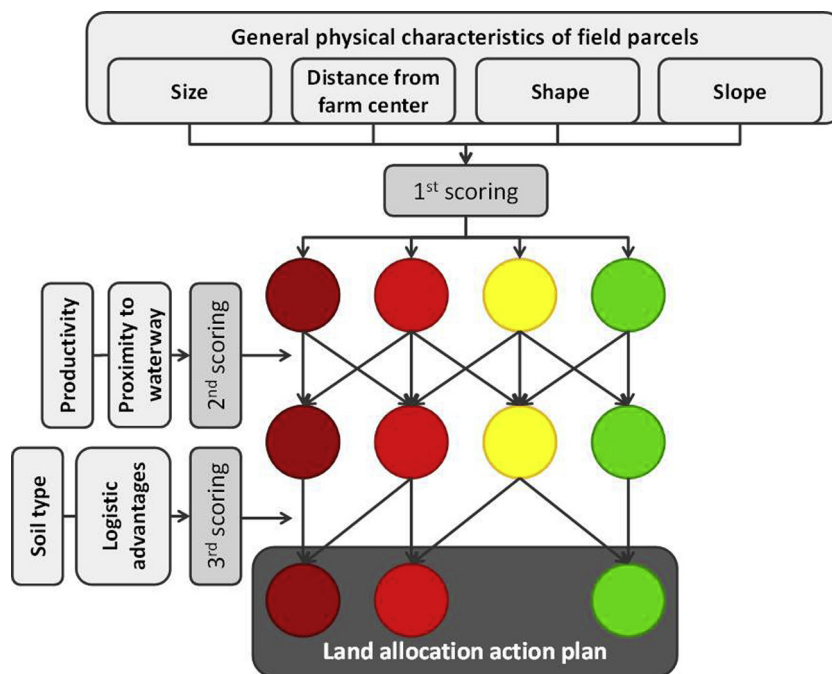 General physical characteristics of field parcels
Size
Distance from
farm center
Shape
Slope
1st scoring
Productivity
Proximity to
waterway
2nd scoring
Soil type
Logistic
advantages
3rd scoring
Land allocation action plan